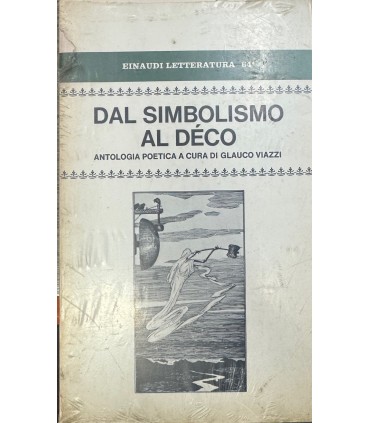 EINAUDI LETTERATURA
DAL SIMBOLISMO
AL DÉCO
ANTOLOGIA POETICA A CURA DI GLAUCO VIAZZI